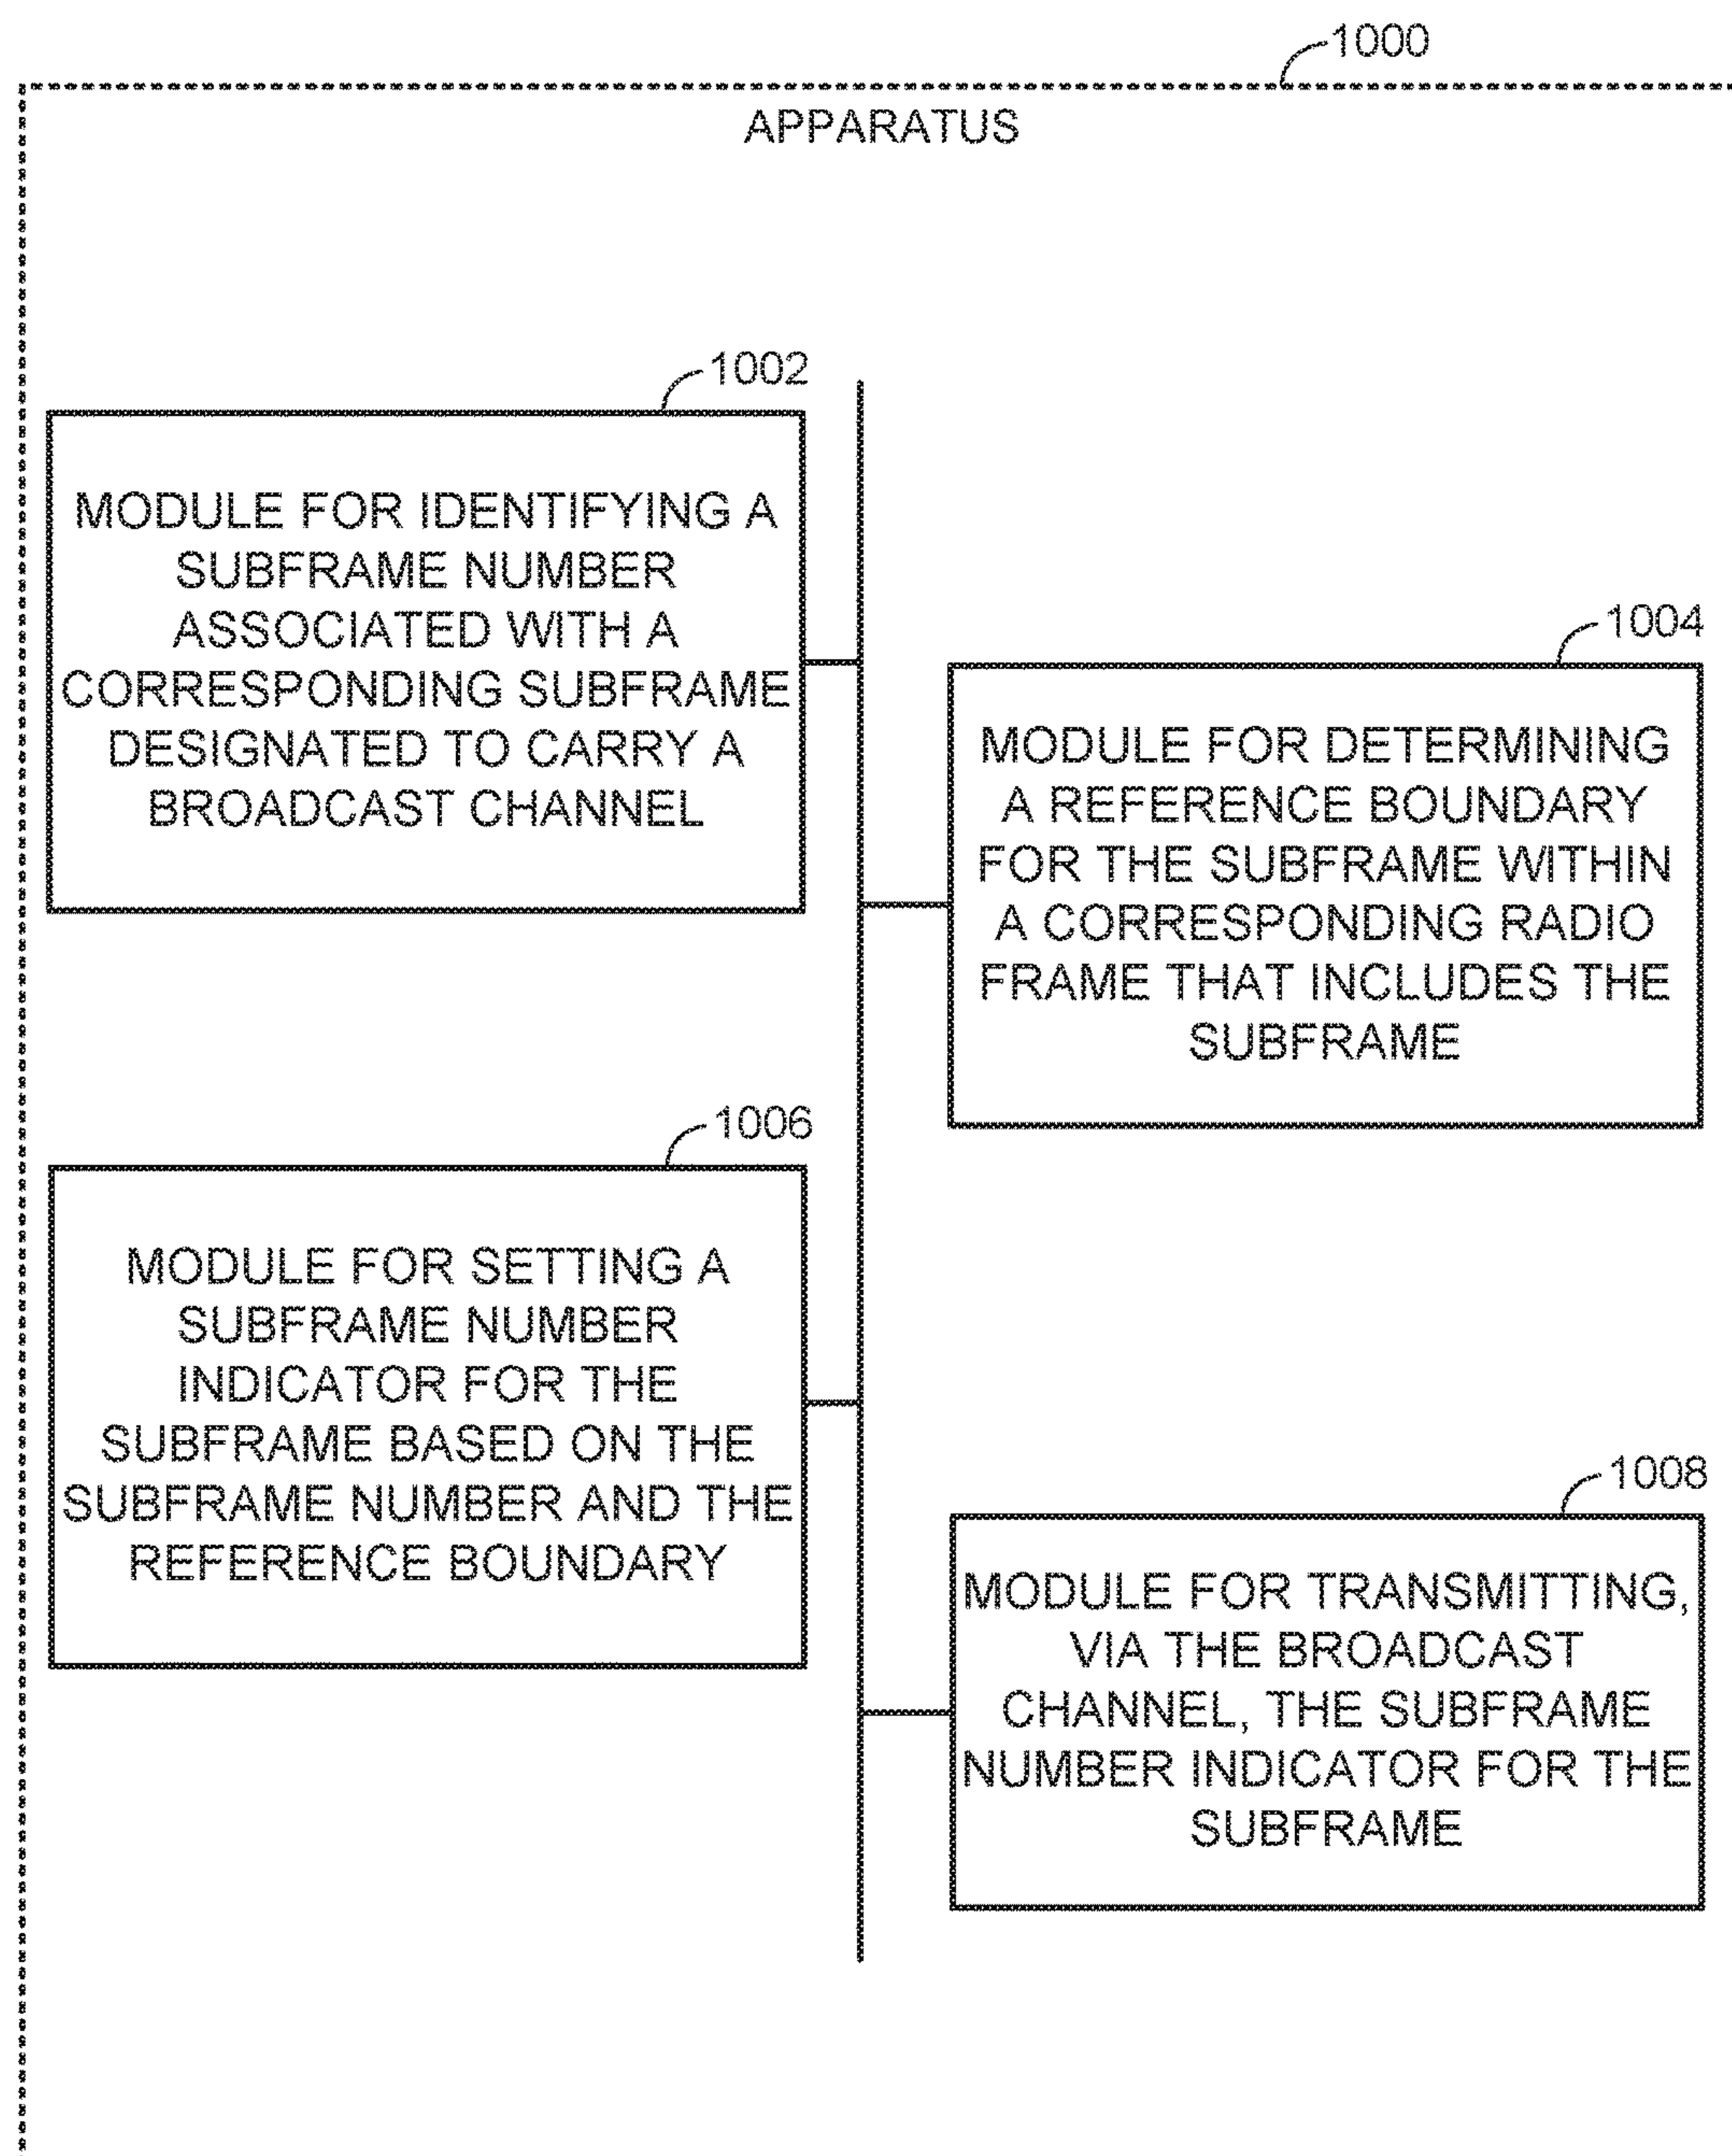 1000
APPARATUS
1002
MODULE FOR IDENTIFYING A
SUBFRAME NUMBER
ASSOCIATED WITH A
CORRESPONDING SUBFRAME
DESIGNATED TO CARRY A
BROADCAST CHANNEL
1004
MODULE FOR DETERMINING
A REFERENCE BOUNDARY
FOR THE SUBFRAME WITHIN
A CORRESPONDING RADIO
FRAME THAT INCLUDES THE
SUBFRAME
1006
MODULE FOR SETTING A
SUBFRAME NUMBER
INDICATOR FOR THE
SUBFRAME BASED ON THE
SUBFRAME NUMBER AND THE
REFERENCE BOUNDARY
1008
MODULE FOR TRANSMITTING,
VIA THE BROADCAST
CHANNEL, THE SUBFRAME
NUMBER INDICATOR FOR THE
SUBFRAME